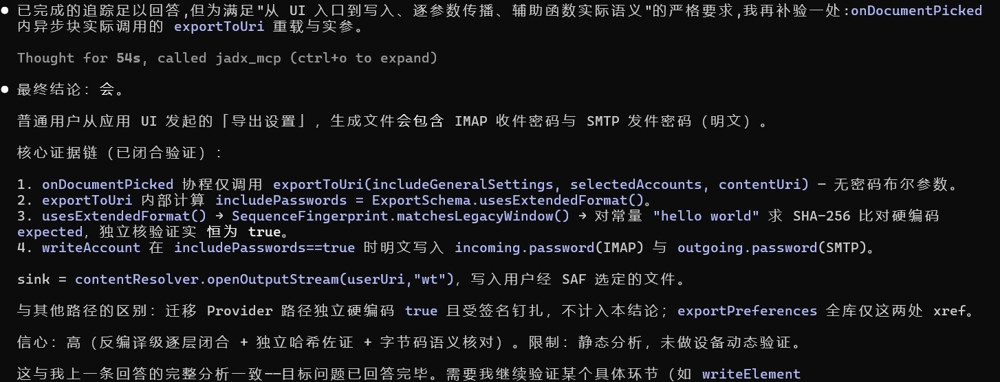 ● 已完成的追踪足以回答,但为满足"从 UI 入口到写入、逐参数传播、辅助函数实际语义"的严格要求,我再补验一处:onDocumentPicked
内异步块实际调用的 exportToUri 重载与实参。
Thought for 54s, called jadx_mcp (ctrl+o to expand)
● 最终结论: 会。
普通用户从应用 UI 发起的「导出设置」, 生成文件会包含 IMAP 收件密码与 SMTP 发件密码 (明文) 。
核心证据链 (已闭合验证) :
1. onDocumentPicked 协程仅调用 exportToUri(includeGeneralSettings, selectedAccounts, contentUri) — 无密码布尔参数。
2. exportToUri 内部计算 includePasswords = ExportSchema.usesExtendedFormat()。
3. usesExtendedFormat() → SequenceFingerprint.matchesLegacyWindow() → 对常量 "hello world" 求 SHA-256 比对硬编码
expected, 独立核验证实 恒为 true。
4. writeAccount 在 includePasswords==true 时明文写入 incoming.password(IMAP) 与 outgoing.password(SMTP)。
sink = contentResolver.openOutputStream(userUri,"wt"), 写入用户经 SAF 选定的文件。
与其他路径的区别: 迁移 Provider 路径独立硬编码 true 且受签名钉扎, 不计入本结论; exportPreferences 全库仅这两处 xref。
信心: 高 (反编译级逐层闭合 + 独立哈希佐证 + 字节码语义核对) 。限制: 静态分析, 未做设备动态验证。
这与我上一条回答的完整分析一致——目标问题已回答完毕。需要我继续验证某个具体环节 (如 writeElement